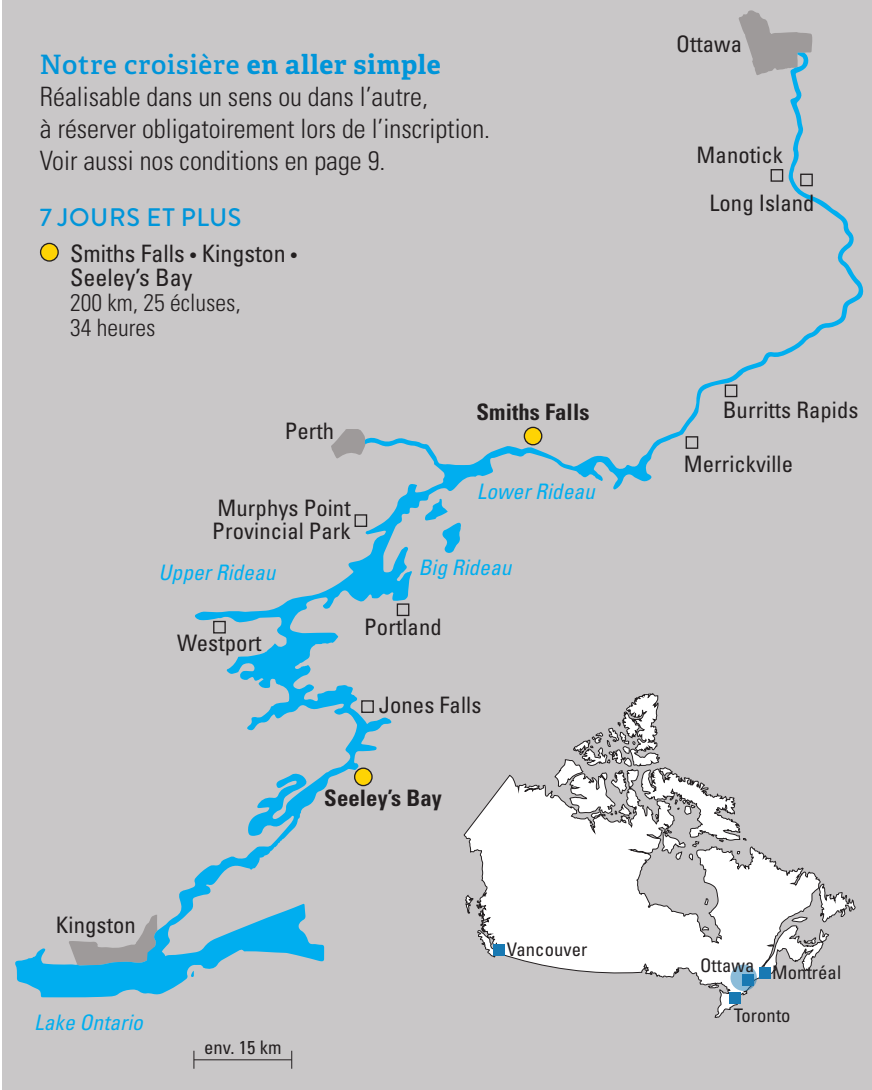 Notre croisière en aller simple
Réalisable dans un sens ou dans l'autre,
à réserver obligatoirement lors de l'inscription.
Voir aussi nos conditions en page 9.
7 JOURS ET PLUS
Smiths Falls • Kingston •
Seeley's Bay
200 km, 25 écluses,
34 heures
Ottawa
Manotick
Long Island
Burritts Rapids
Merrickville
Smiths Falls
Perth
Lower Rideau
Murphys Point
Provincial Park
Upper Rideau
Big Rideau
Portland
Westport
Jones Falls
Seeley's Bay
Kingston
Lake Ontario
env. 15 km
Vancouver
Ottawa
Montréal
Toronto